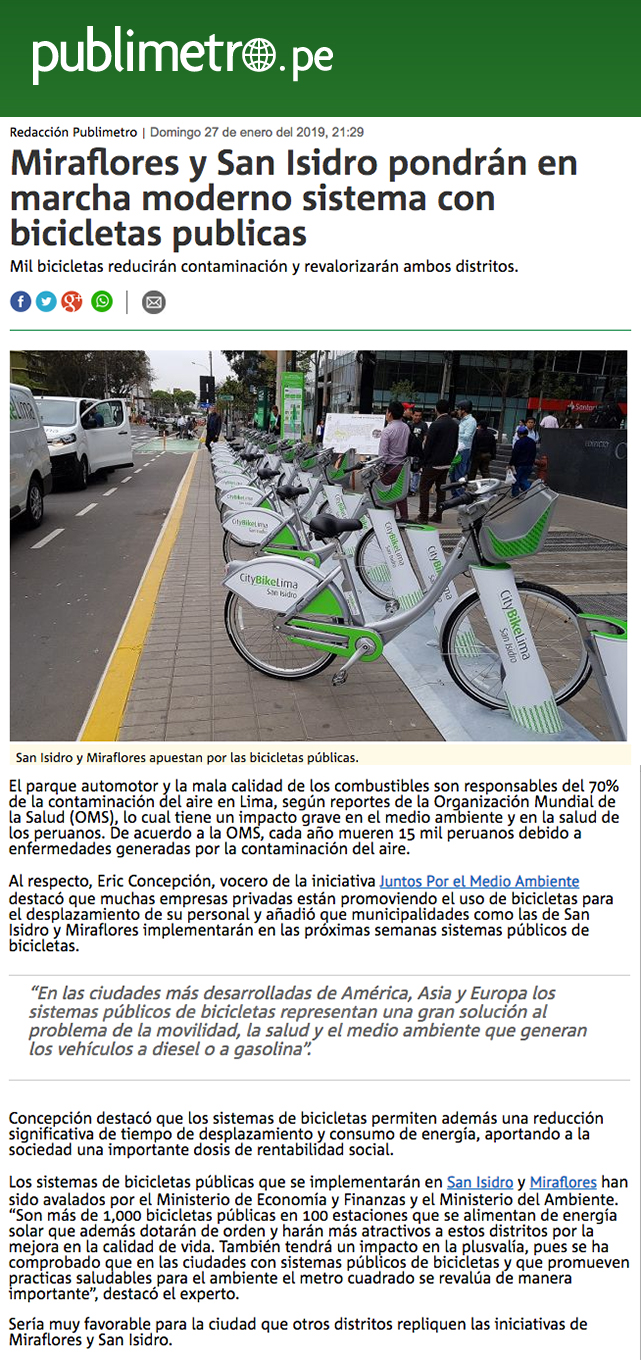 publimetro.pe
Redacción Publimetro | Domingo 27 de enero del 2019, 21:29
Miraflores y San Isidro pondrán en
marcha moderno sistema con
bicicletas publicas
Mil bicicletas reducirán contaminación y revalorizarán ambos distritos.
Lima
Santander
CityBikeLima
San Isidro
CityBikeLima
San Isidro
CityBikeLima
San Isidro
CityBikeLima
San Isidro
CityBikeLima
San Isidro
San Isidro y Miraflores apuestan por las bicicletas públicas.
El parque automotor y la mala calidad de los combustibles son responsables del 70%
de la contaminación del aire en Lima, según reportes de la Organización Mundial de
la Salud (OMS), lo cual tiene un impacto grave en el medio ambiente y en la salud de
los peruanos. De acuerdo a la OMS, cada año mueren 15 mil peruanos debido a
enfermedades generadas por la contaminación del aire.
Al respecto, Eric Concepción, vocero de la iniciativa Juntos Por el Medio Ambiente
destacó que muchas empresas privadas están promoviendo el uso de bicicletas para
el desplazamiento de su personal y añadió que municipalidades como las de San
Isidro y Miraflores implementarán en las próximas semanas sistemas públicos de
bicicletas.
“En las ciudades más desarrolladas de América, Asia y Europa los
sistemas públicos de bicicletas representan una gran solución al
problema de la movilidad, la salud y el medio ambiente que generan
los vehículos a diesel o a gasolina”.
Concepción destacó que los sistemas de bicicletas permiten además una reducción
significativa de tiempo de desplazamiento y consumo de energía, aportando a la
sociedad una importante dosis de rentabilidad social.
Los sistemas de bicicletas públicas que se implementarán en San Isidro y Miraflores han
sido avalados por el Ministerio de Economía y Finanzas y el Ministerio del Ambiente.
“Son más de 1,000 bicicletas públicas en 100 estaciones que se alimentan de energía
solar que además dotarán de orden y harán más atractivos a estos distritos por la
mejora en la calidad de vida. También tendrá un impacto en la plusvalía, pues se ha
comprobado que en las ciudades con sistemas públicos de bicicletas y que promueven
practicas saludables para el ambiente el metro cuadrado se revalúa de manera
importante”, destacó el experto.
Sería muy favorable para la ciudad que otros distritos repliquen las iniciativas de
Miraflores y San Isidro.